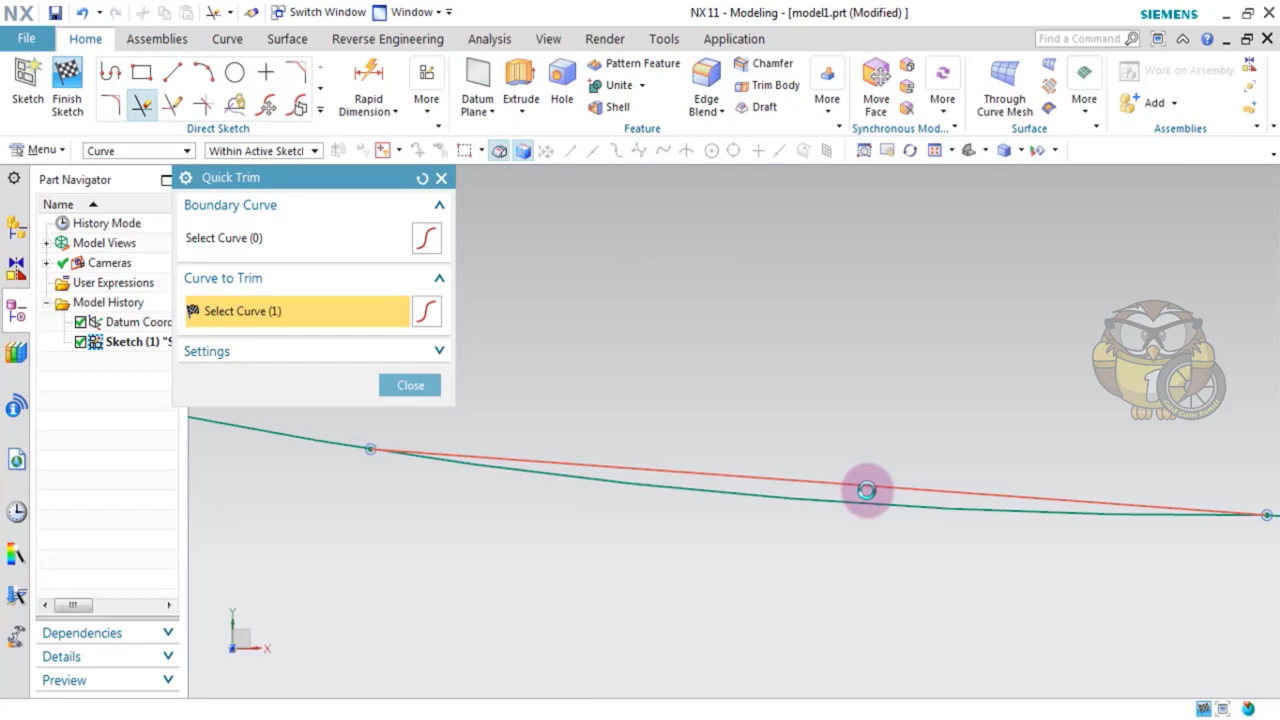 NX
Switch Window
Window
NX 11 - Modeling - [model1.prt (Modified) ]
SIEMENS
File
Home
Assemblies
Curve
Surface
Reverse Engineering
Analysis
View
Render
Tools
Application
Find a Command
Sketch
Finish
Sketch
Direct Sketch
Rapid
Dimension
More
Datum
Plane
Extrude
Hole
Pattern Feature
Unite
Shell
Edge
Blend
Chamfer
Trim Body
Draft
More
Feature
Move
Face
More
Synchronous Mod...
Through
Curve Mesh
More
Surface
Work on Assembly
Add
Assemblies
Menu
Curve
Within Active Sketcl
Part Navigator
Name
History Mode
Model Views
Cameras
User Expressions
Model History
Datum Coord
Sketch (1) "S
Quick Trim
Boundary Curve
Select Curve (0)
Curve to Trim
Select Curve (1)
Settings
Close
Y
X
Dependencies
Details
Preview